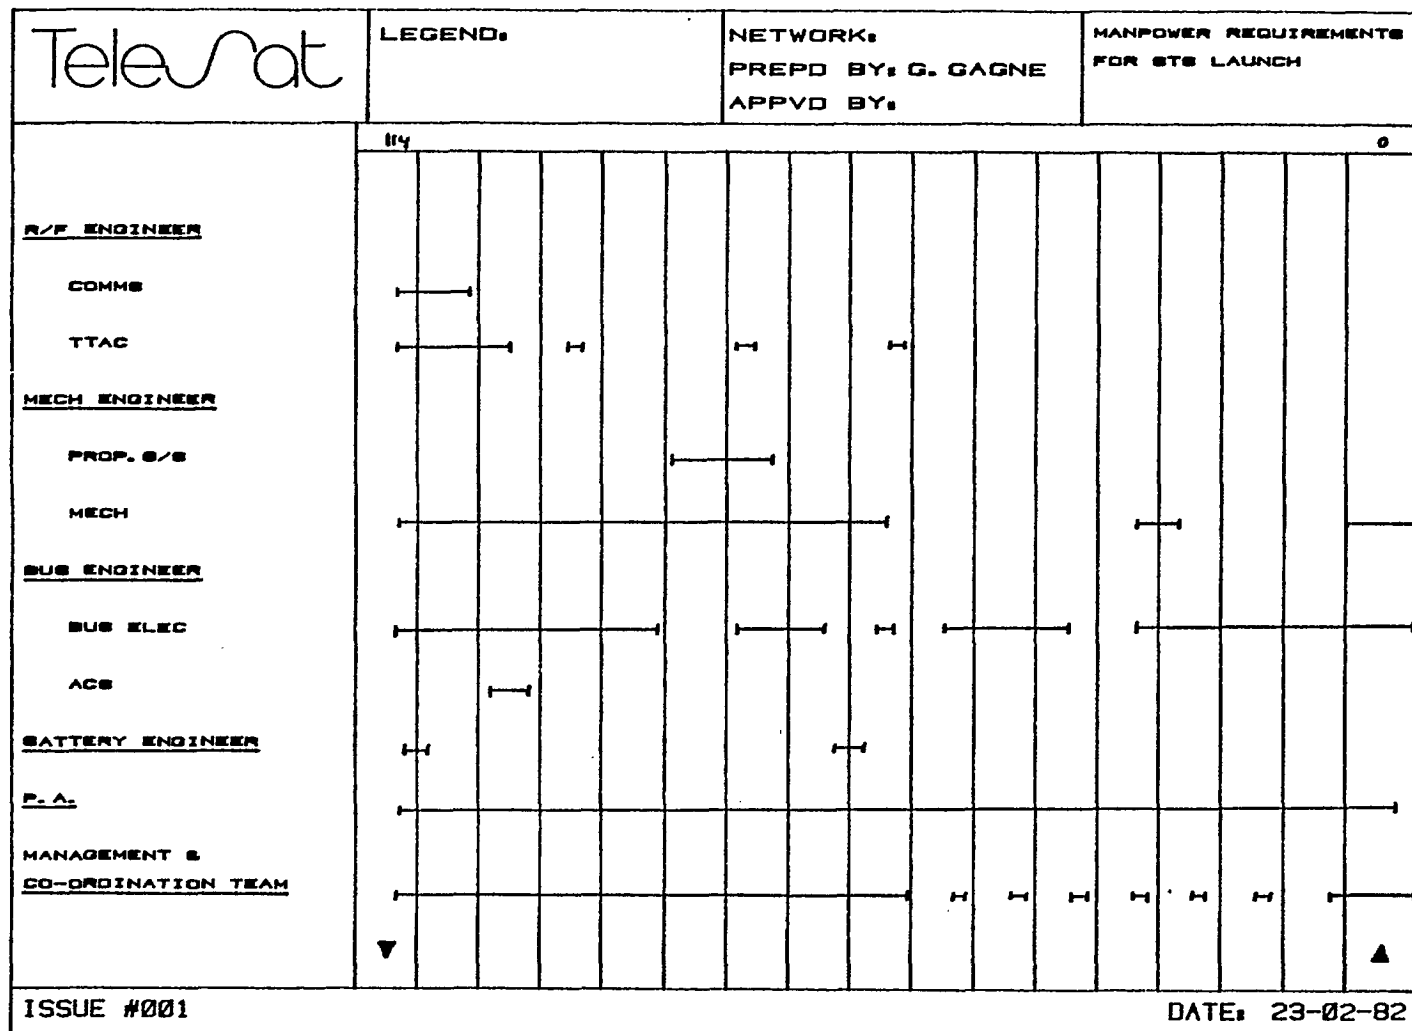 TeleSat
LEGEND:
NETWORK:
PREPD BY: G. GAGNE
APPVD BY:
MANPOWER REQUIREMENTS
FOR STS LAUNCH
114
0
R/F ENGINEER
COMMS
TTAC
MECH ENGINEER
PROP. S/S
MECH
BUS ENGINEER
BUS ELEC
ACS
BATTERY ENGINEER
P. A.
MANAGEMENT &
CO-ORDINATION TEAM
ISSUE #001
DATE: 23-02-82